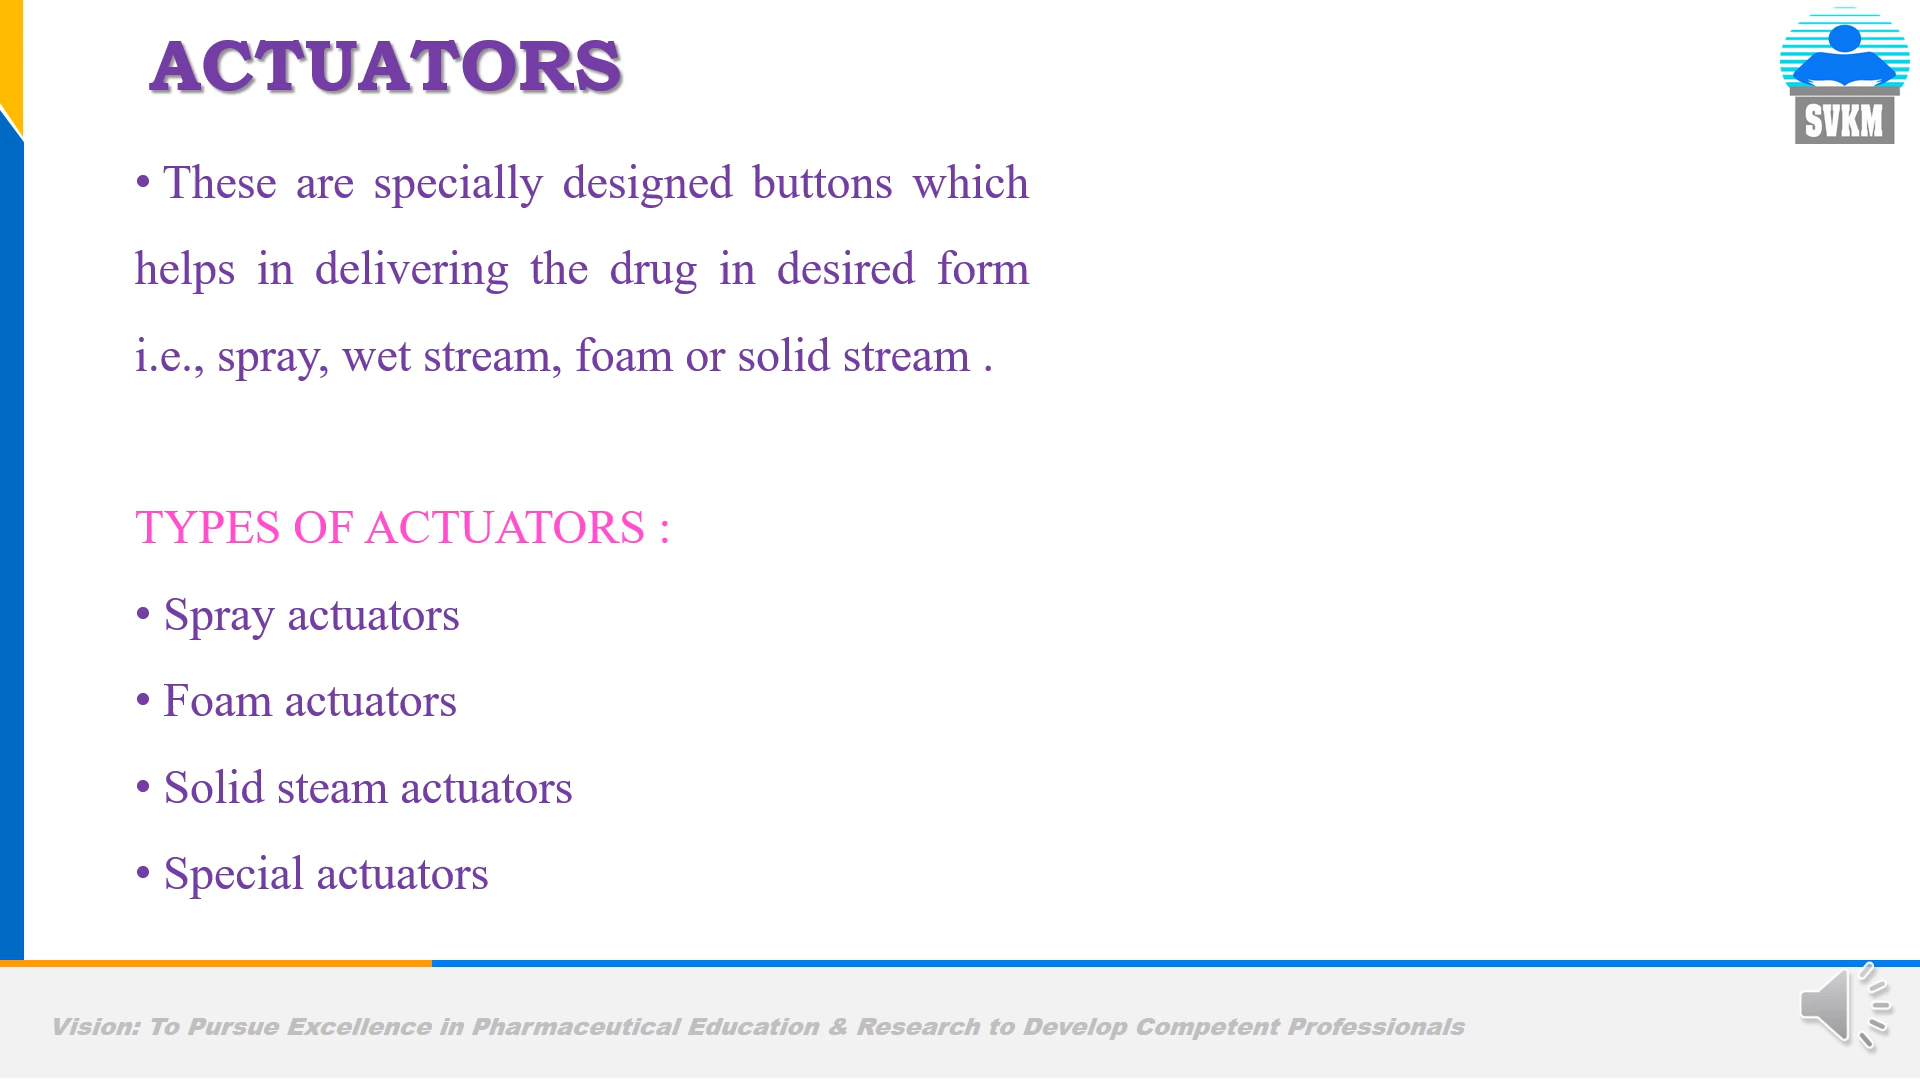 ACTUATORS
SVKM
• These are specially designed buttons which
helps in delivering the drug in desired form
i.e., spray, wet stream, foam or solid stream .
TYPES OF ACTUATORS :
• Spray actuators
• Foam actuators
• Solid steam actuators
• Special actuators
Vision: To Pursue Excellence in Pharmaceutical Education & Research to Develop Competent Professionals